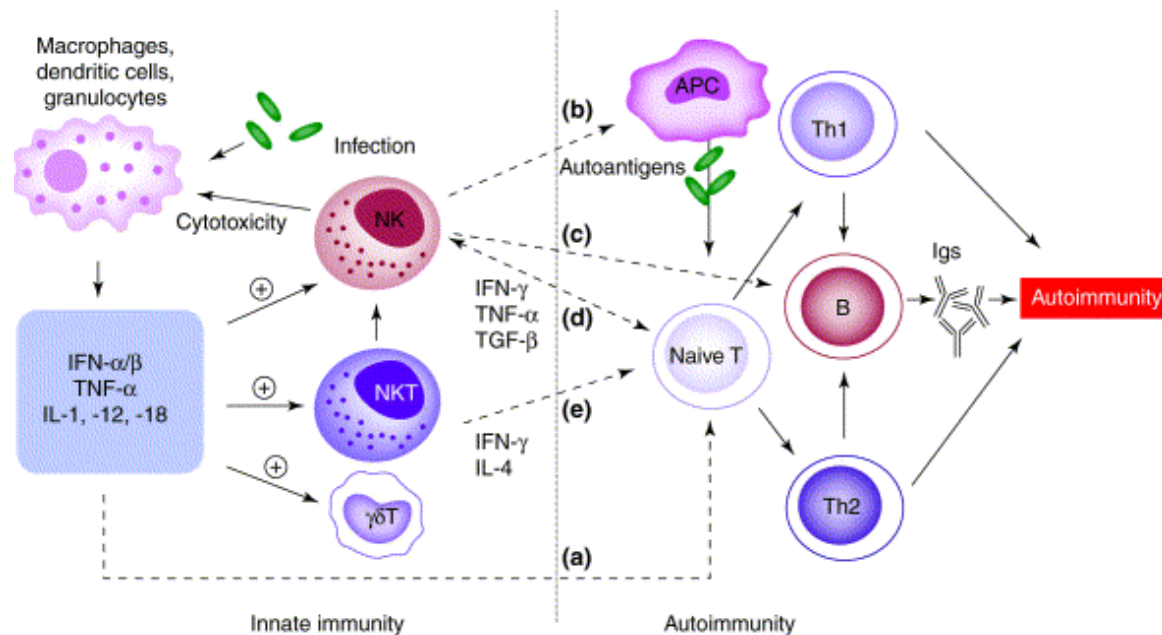 Macrophages,
dendritic cells,
granulocytes
Infection
Cytotoxicity
NK
+
IFN-α/β
TNF-α
IL-1, -12, -18
+
NKT
+
γδT
IFN-γ
TNF-α
TGF-β
IFN-γ
IL-4
(b)
(c)
(d)
(e)
(a)
APC
Autoantigens
Th1
Naive T
B
Th2
Igs
Autoimmunity
Innate immunity
Autoimmunity